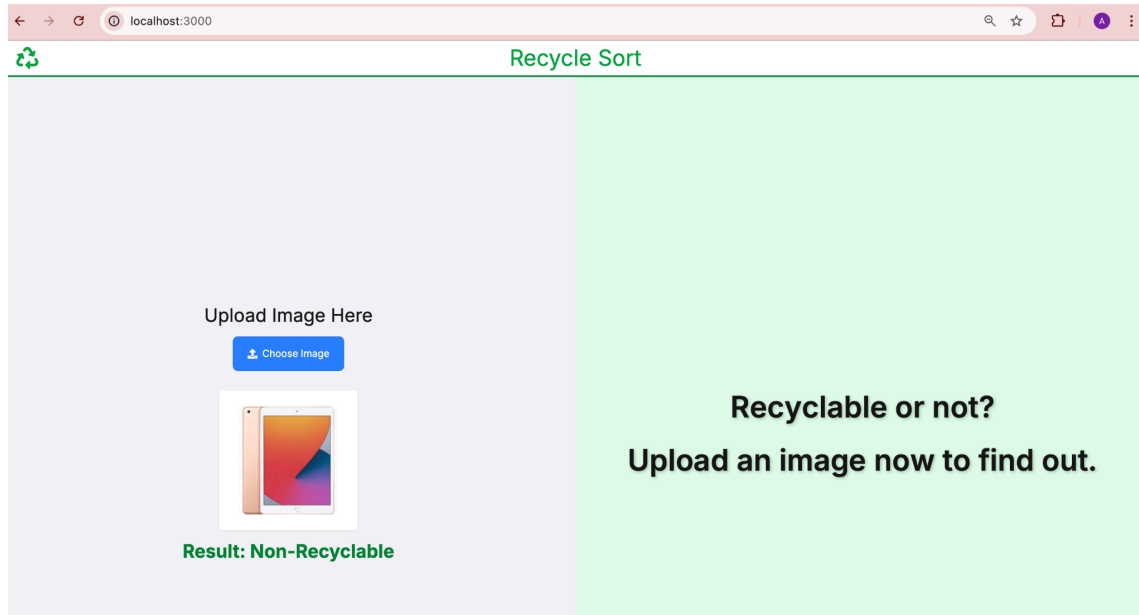 localhost:3000
A
Recycle Sort
Upload Image Here
Choose Image
Result: Non-Recyclable
Recyclable or not?
Upload an image now to find out.